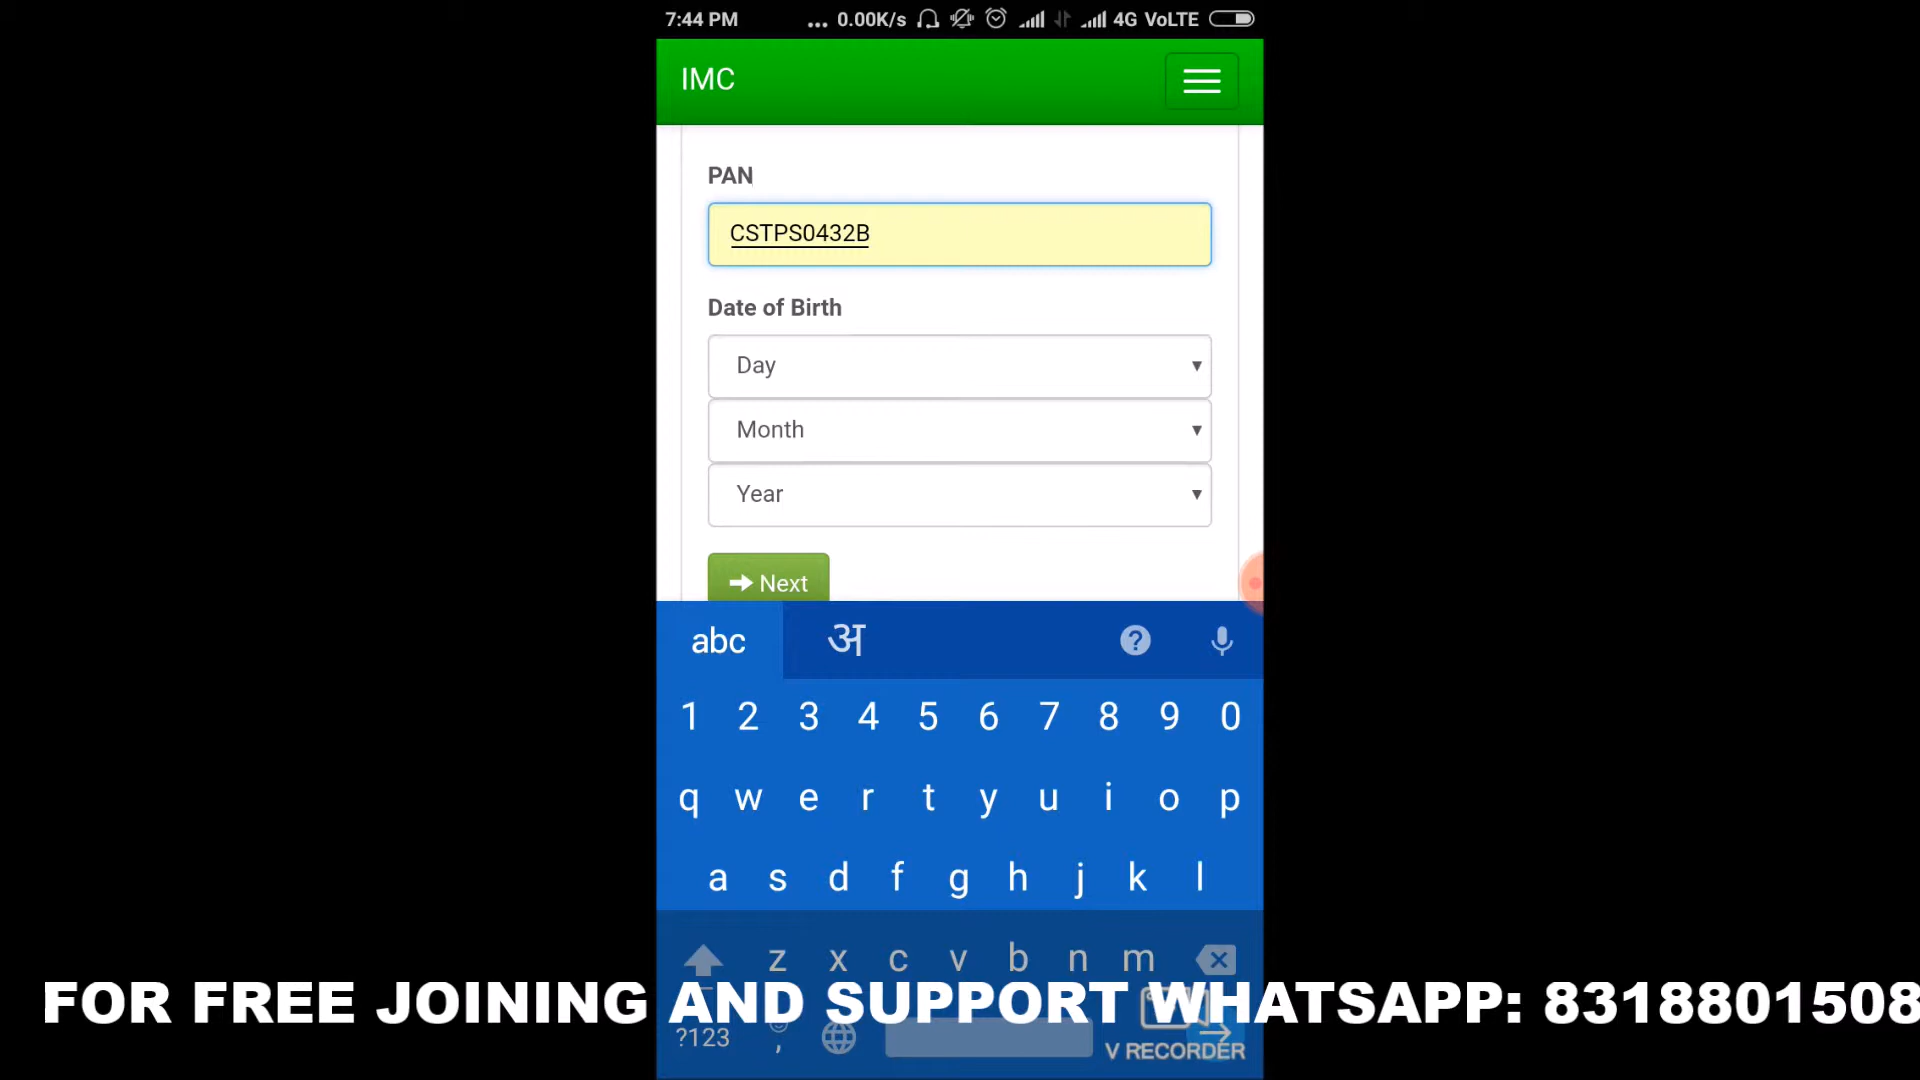 7:44 PM ... 0.00K/s 4G VoLTE
IMC
PAN
CSTPS0432B
Date of Birth
Day
Month
Year
Next
abc अ ?
1 2 3 4 5 6 7 8 9 0
q w e r t y u i o p
a s d f g h j k l
z x c v b n m
FOR FREE JOINING AND SUPPORT WHATSAPP: 8318801508
?123 ,
V RECORDER